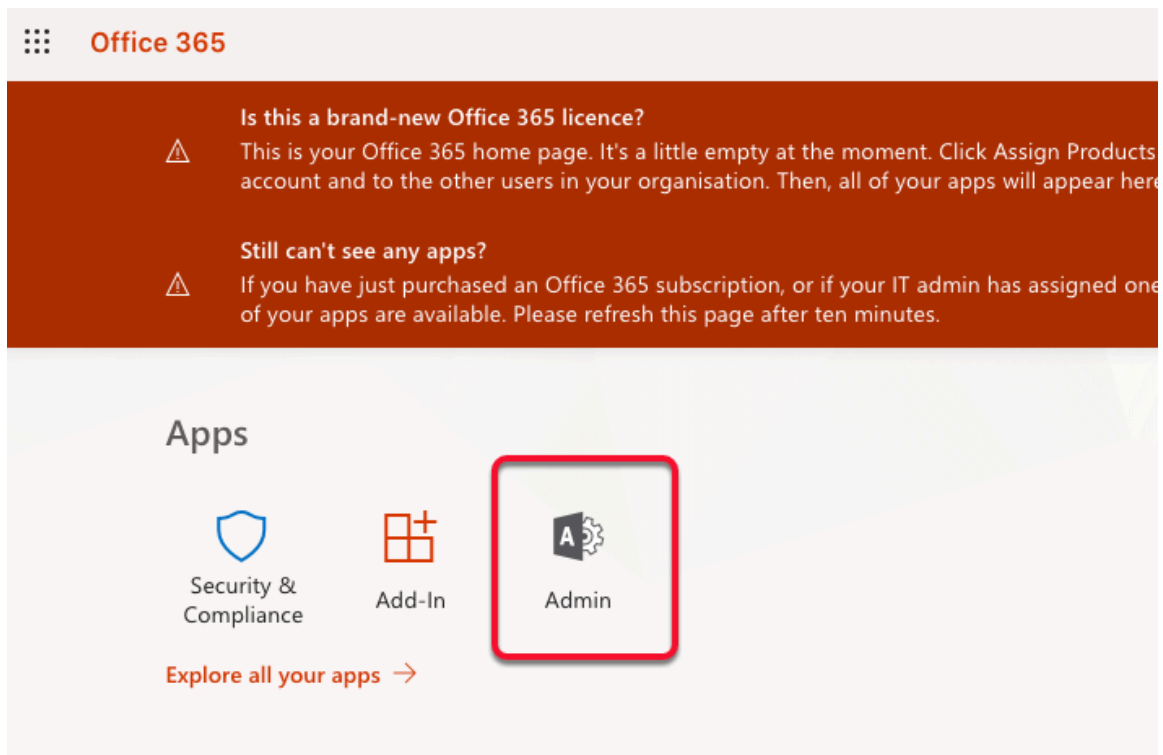 Office 365
Is this a brand-new Office 365 licence?
This is your Office 365 home page. It's a little empty at the moment. Click Assign Products
account and to the other users in your organisation. Then, all of your apps will appear here
Still can't see any apps?
If you have just purchased an Office 365 subscription, or if your IT admin has assigned one
of your apps are available. Please refresh this page after ten minutes.
Apps
A
Security &
Compliance
Add-In
Admin
Explore all your apps →